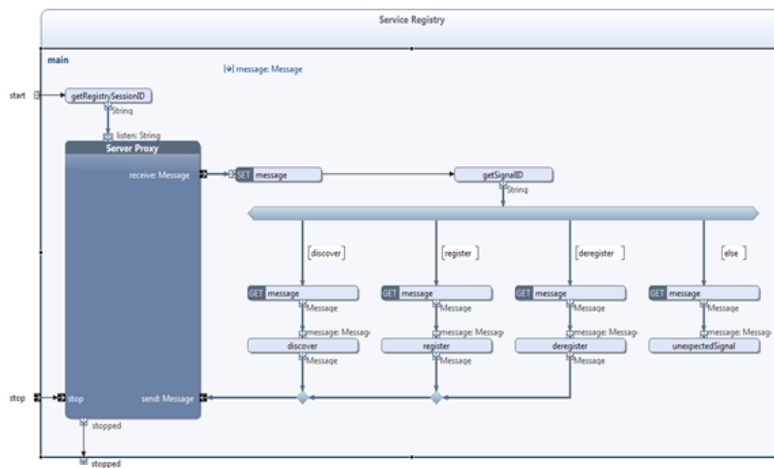 Service Registry
main
message: Message
start
getRegistrySessionID
String
listen: String
Server Proxy
receive: Message
SET message
getSignalID
String
[discover]
[register]
[deregister]
[else]
GET message
GET message
GET message
GET message
Message
Message
Message
Message
message: Message
message: Message
message: Message
message: Message
discover
register
deregister
unexpectedSignal
Message
Message
Message
stop
stop
send: Message
stopped
stopped